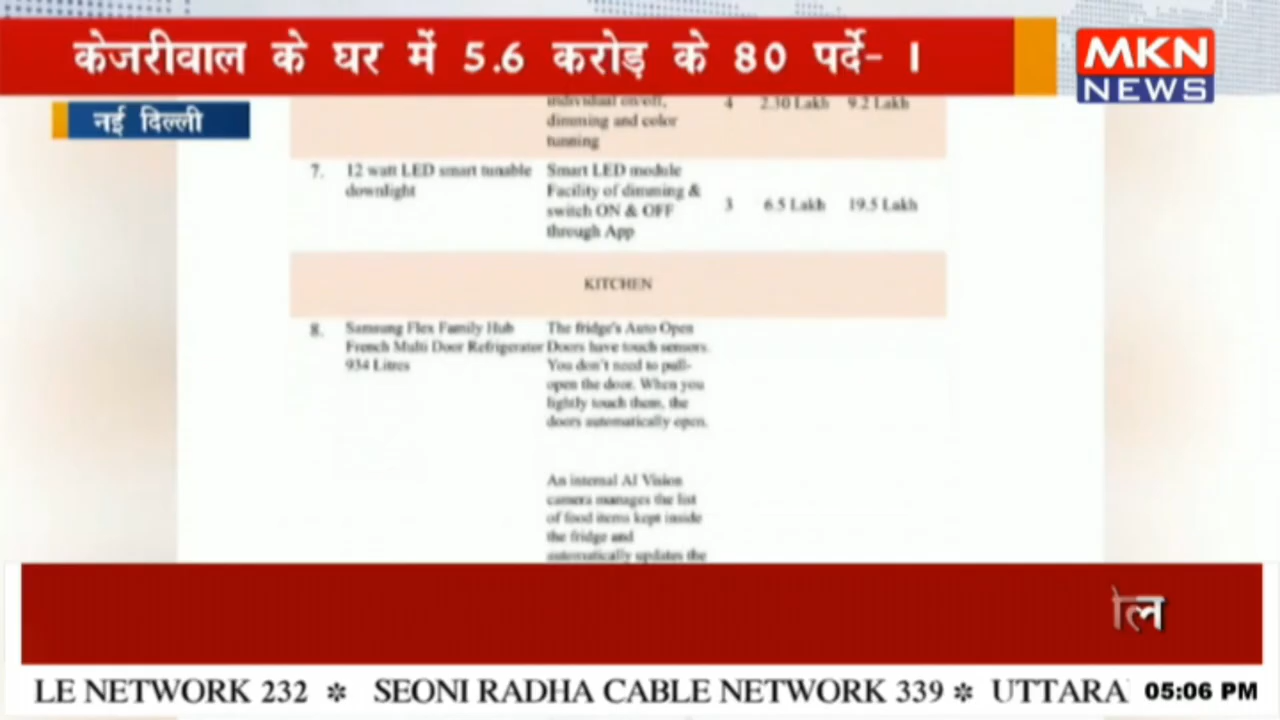 केजरीवाल के घर में 5.6 करोड़ के 80 पर्दे- ।
MKN
NEWS
नई दिल्ली
individual on/off,
dimming and color
tunning
4 2.30 Lakh 9.2 Lakh
7. 12 watt LED smart tunable
downlight
Smart LED module
Facility of dimming &
switch ON & OFF
through App
3 6.5 Lakh 19.5 Lakh
KITCHEN
8. Samsung Flex Family Hub
French Multi Door Refrigerator
934 Litres
The fridge's Auto Open
Doors have touch sensors.
You don't need to pull-
open the door. When you
lightly touch them, the
doors automatically open.
An internal AI Vision
camera manages the list
of food items kept inside
the fridge and
automatically updates the
LE NETWORK 232 ✻ SEONI RADHA CABLE NETWORK 339 ✻ UTTARA
05:06 PM